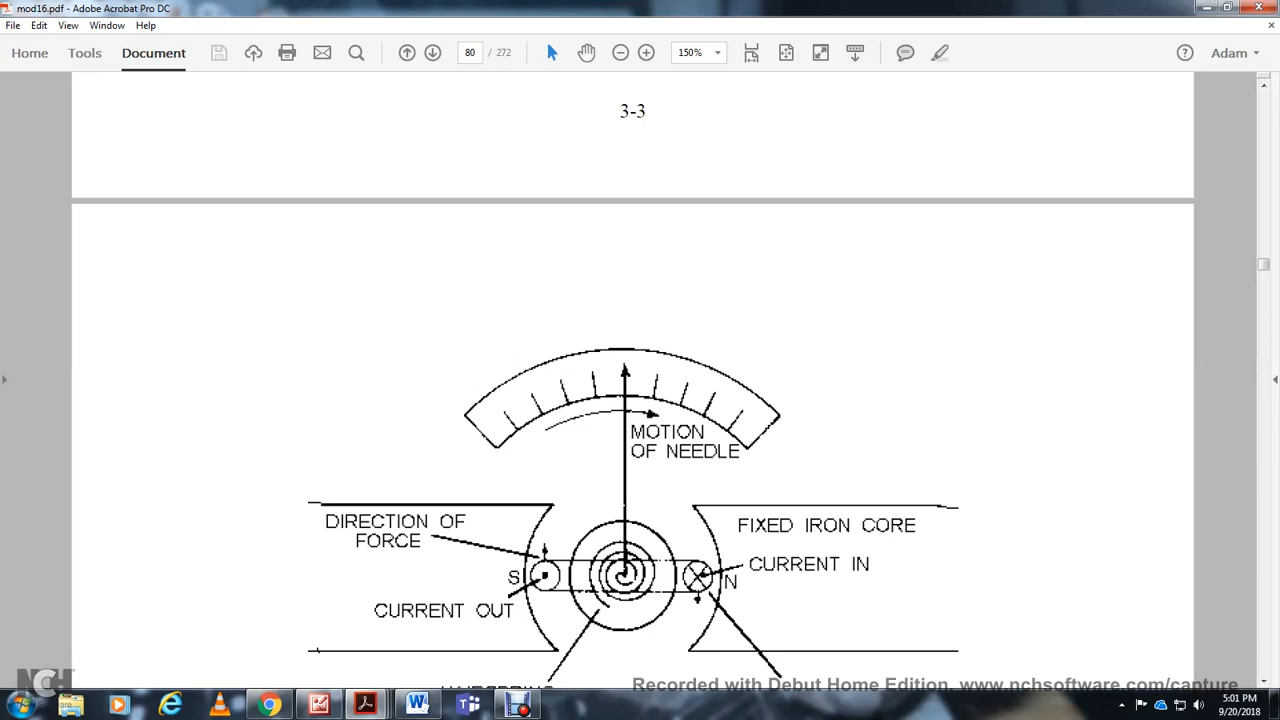 mod16.pdf - Adobe Acrobat Pro DC
File Edit View Window Help
Home Tools Document 80 / 272 150% Adam
3-3
MOTION
OF NEEDLE
DIRECTION OF
FORCE
FIXED IRON CORE
CURRENT IN
S
N
CURRENT OUT
NCH
Recorded with Debut Home Edition. www.nchsoftware.com/capture
5:01 PM
9/20/2018